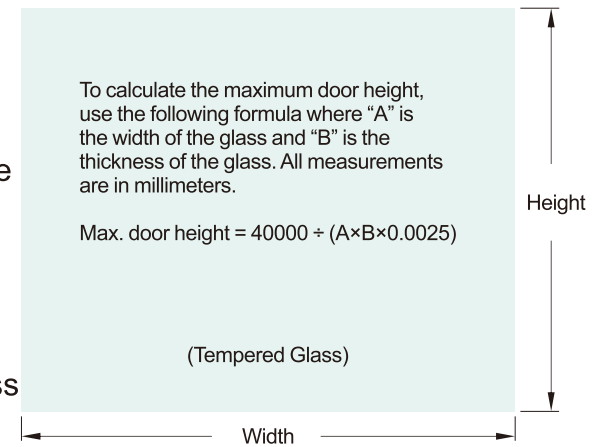 To calculate the maximum door height,
use the following formula where “A” is
the width of the glass and “B” is the
thickness of the glass. All measurements
are in millimeters.
Max. door height = 40000 ÷ (A×B×0.0025)
(Tempered Glass)
Height
Width